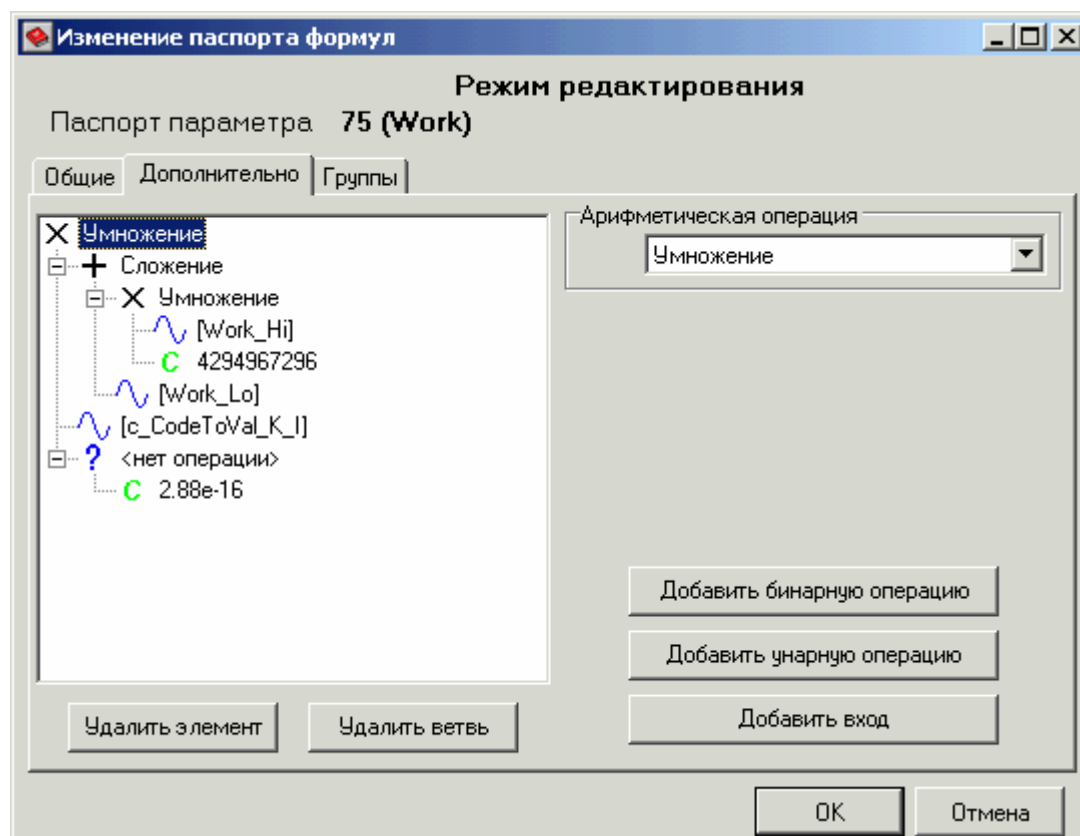 Изменение паспорта формул
Режим редактирования
Паспорт параметра 75 (Work)
Общие Дополнительно Группы
Умножение
Сложение
Умножение
[Work_Hi]
C 4294967296
[Work_Lo]
[c_CodeToVal_K_I]
? <нет операции>
C 2.88e-16
Арифметическая операция
Умножение
Добавить бинарную операцию
Добавить унарную операцию
Добавить вход
Удалить элемент Удалить ветвь
OK Отмена